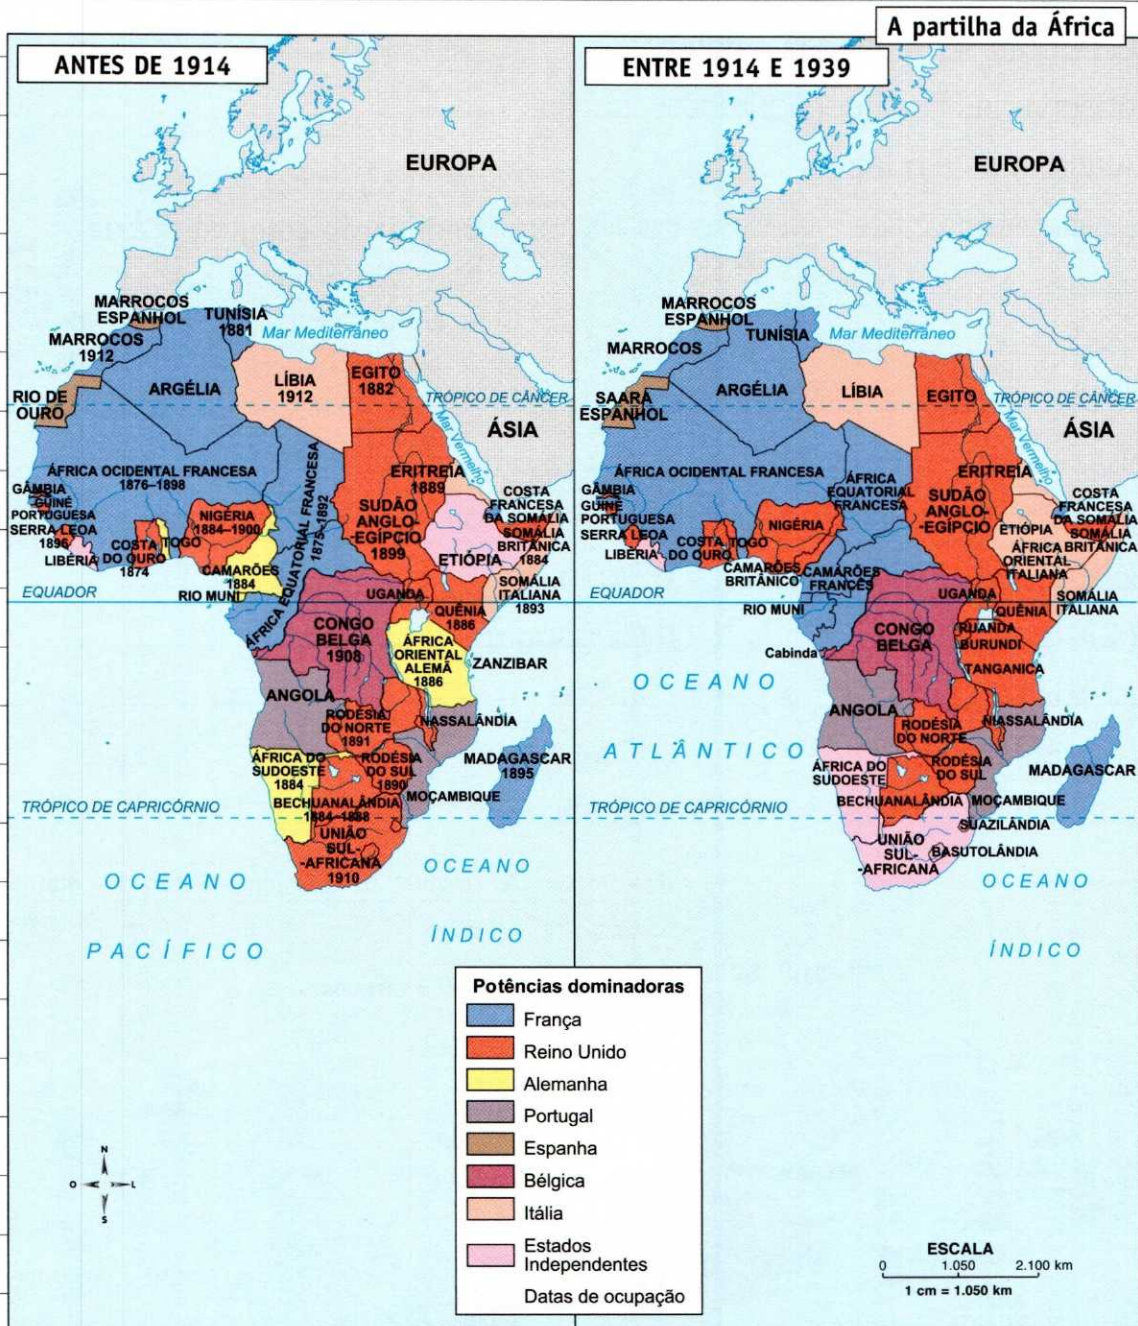 A partilha da África
ANTES DE 1914
EUROPA
MARROCOS
ESPANHOL
TUNÍSIA
1881
Mar Mediterrâneo
MARROCOS
1912
ARGÉLIA
LÍBIA
1912
EGITO
1882
RIO DE
OURO
TRÓPICO DE CÂNCER
Mar Vermelho
ÁSIA
ÁFRICA OCIDENTAL FRANCESA
1876–1898
ÁFRICA EQUATORIAL FRANCESA
1875–1892
ERITREÍA
1889
GÂMBIA
GUINÉ
PORTUGUESA
SERRA LEOA
1896
LIBÉRIA
COSTA
DO OURO
1874
TOGO
NIGÉRIA
1884–1900
CAMARÕES
1884
SUDÃO
ANGLO-
-EGÍPCIO
1899
COSTA
FRANCESA
DA SOMÁLIA
SOMÁLIA
BRITÂNICA
1884
ETIÓPIA
RIO MUNI
EQUADOR
UGANDA
SOMÁLIA
ITALIANA
1893
QUÊNIA
1886
CONGO
BELGA
1908
ÁFRICA
ORIENTAL
ALEMÃ
1886
ZANZIBAR
ANGOLA
RODÉSIA
DO NORTE
1891
NASSALÂNDIA
ÁFRICA DO
SUDOESTE
1884
RODÉSIA
DO SUL
1890
MADAGASCAR
1895
MOÇAMBIQUE
BECHUANALÂNDIA
1884–1888
TRÓPICO DE CAPRICÓRNIO
UNIÃO
SUL-
-AFRICANA
1910
OCEANO
PACÍFICO
OCEANO
ÍNDICO
ENTRE 1914 E 1939
EUROPA
MARROCOS
ESPANHOL
TUNÍSIA
Mar Mediterrâneo
MARROCOS
ARGÉLIA
LÍBIA
EGITO
SAARA
ESPANHOL
TRÓPICO DE CÂNCER
Mar Vermelho
ÁSIA
ÁFRICA OCIDENTAL FRANCESA
ÁFRICA
EQUATORIAL
FRANCESA
ERITREÍA
GÂMBIA
GUINÉ
PORTUGUESA
SERRA LEOA
LIBÉRIA
COSTA
DO OURO
TOGO
NIGÉRIA
CAMARÕES
BRITÂNICO
CAMARÕES
FRANCÊS
SUDÃO
ANGLO-
-EGÍPCIO
COSTA
FRANCESA
DA SOMÁLIA
SOMÁLIA
BRITÂNICA
ETIÓPIA
ÁFRICA
ORIENTAL
ITALIANA
EQUADOR
RIO MUNI
UGANDA
QUÊNIA
SOMÁLIA
ITALIANA
Cabinda
CONGO
BELGA
RUANDA
BURUNDI
TANGANICA
OCEANO
ATLÂNTICO
ANGOLA
RODÉSIA
DO NORTE
NIASSALÂNDIA
ÁFRICA DO
SUDOESTE
RODÉSIA
DO SUL
MADAGASCAR
BECHUANALÂNDIA
MOÇAMBIQUE
TRÓPICO DE CAPRICÓRNIO
SUAZILÂNDIA
UNIÃO
SUL-
-AFRICANA
BASUTOLÂNDIA
OCEANO
ÍNDICO
Potências dominadoras
França
Reino Unido
Alemanha
Portugal
Espanha
Bélgica
Itália
Estados
Independentes
Datas de ocupação
N
O L
S
ESCALA
0 1.050 2.100 km
1 cm = 1.050 km